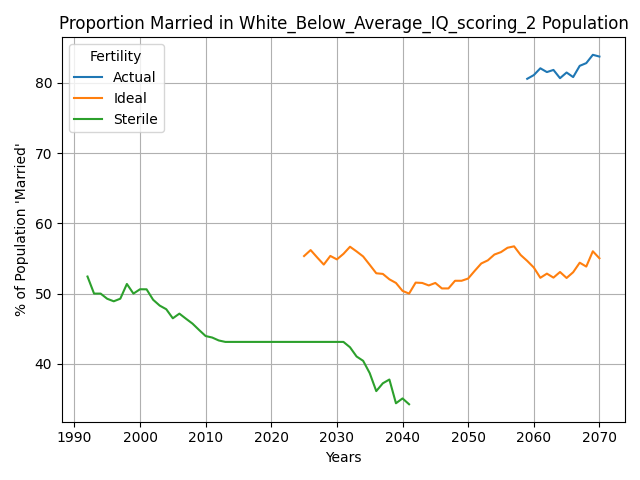 Proportion Married in White_Below_Average_IQ_scoring_2 Population
Fertility
Actual
Ideal
Sterile
% of Population 'Married'
80
70
60
50
40
1990 2000 2010 2020 2030 2040 2050 2060 2070
Years